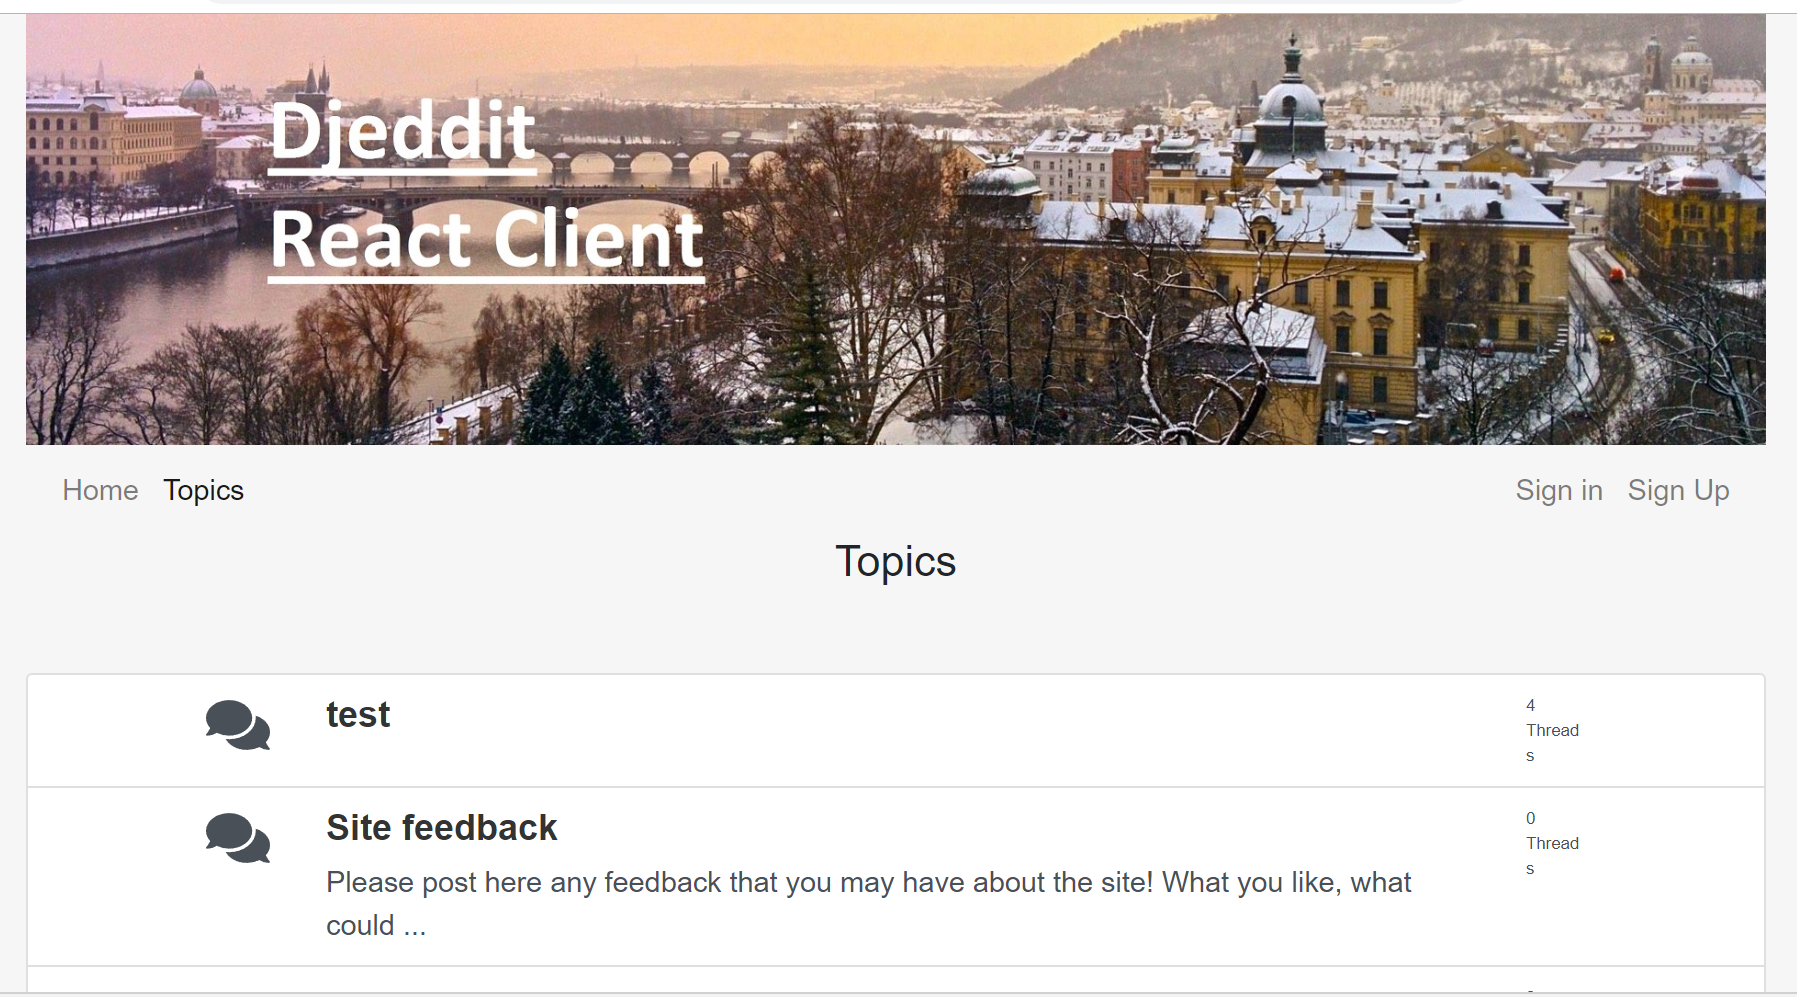 Djeddit
React Client
Home Topics Sign in Sign Up
Topics
test
4
Thread
s
Site feedback
0
Thread
s
Please post here any feedback that you may have about the site! What you like, what
could ...